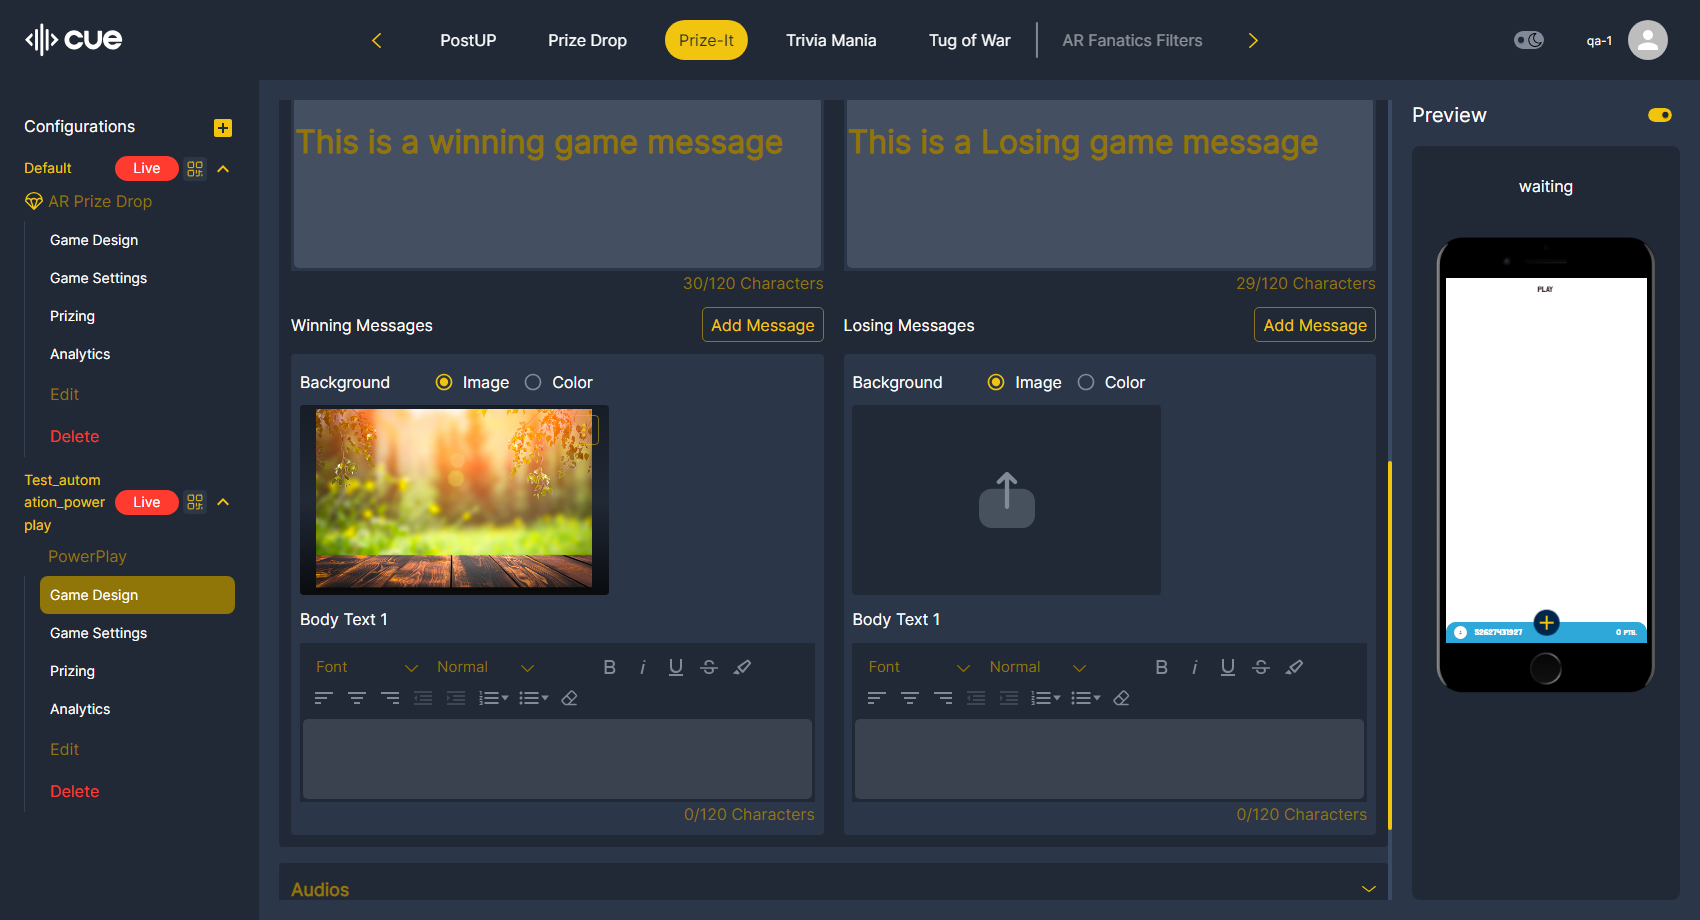 cue
PostUP
Prize Drop
Prize-It
Trivia Mania
Tug of War
AR Fanatics Filters
qa-1
Configurations
Default
Live
AR Prize Drop
Game Design
Game Settings
Prizing
Analytics
Edit
Delete
Test_autom
ation_power
play
Live
PowerPlay
Game Design
Game Settings
Prizing
Analytics
Edit
Delete
This is a winning game message
30/120 Characters
This is a Losing game message
29/120 Characters
Winning Messages
Add Message
Background
Image
Color
Body Text 1
Font
Normal
0/120 Characters
Losing Messages
Add Message
Background
Image
Color
Body Text 1
Font
Normal
0/120 Characters
Audios
Preview
waiting
PLAY
52627431927
0 PTS.